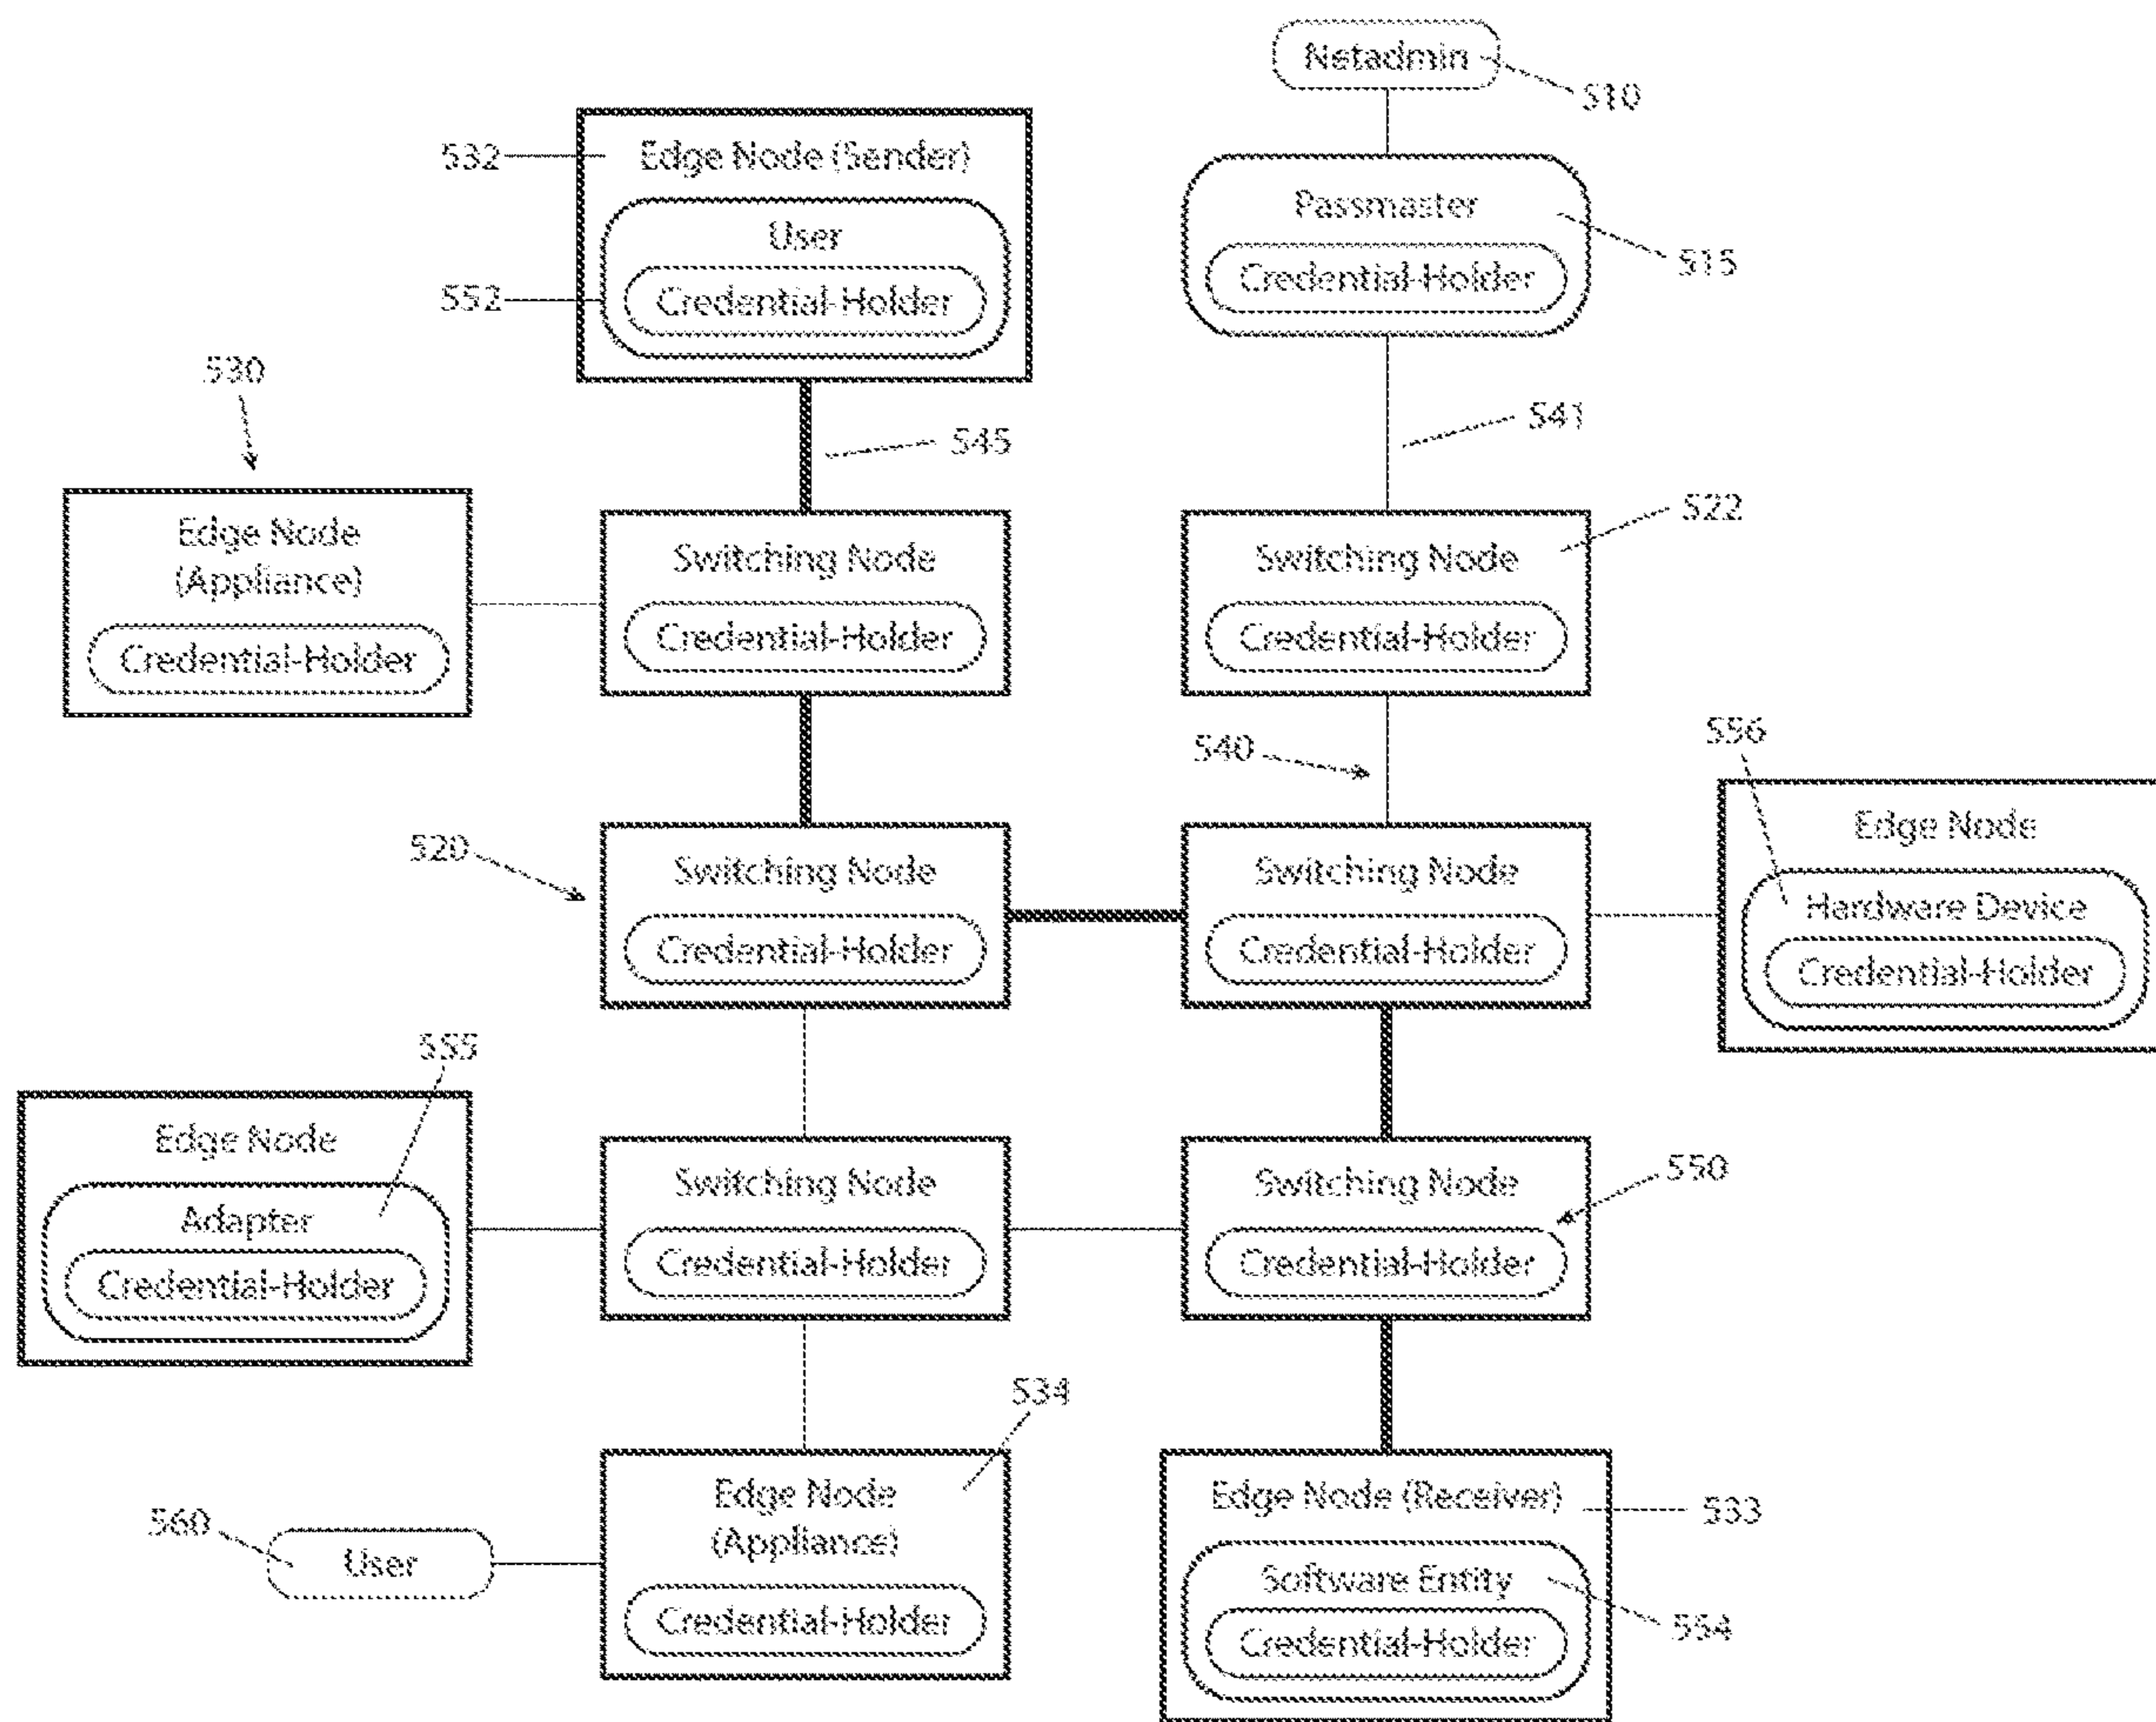 Netadmin
510
532
Edge Node (Sender)
User
Credential-Holder
552
Passmaster
Credential-Holder
515
530
545
541
Edge Node
(Appliance)
Credential-Holder
Switching Node
Credential-Holder
Switching Node
Credential-Holder
522
540
556
520
Switching Node
Credential-Holder
Switching Node
Credential-Holder
Edge Node
Hardware Device
Credential-Holder
555
Edge Node
Adapter
Credential-Holder
Switching Node
Credential-Holder
Switching Node
Credential-Holder
550
534
560
User
Edge Node
(Appliance)
Credential-Holder
Edge Node (Receiver)
533
Software Entity
Credential-Holder
554